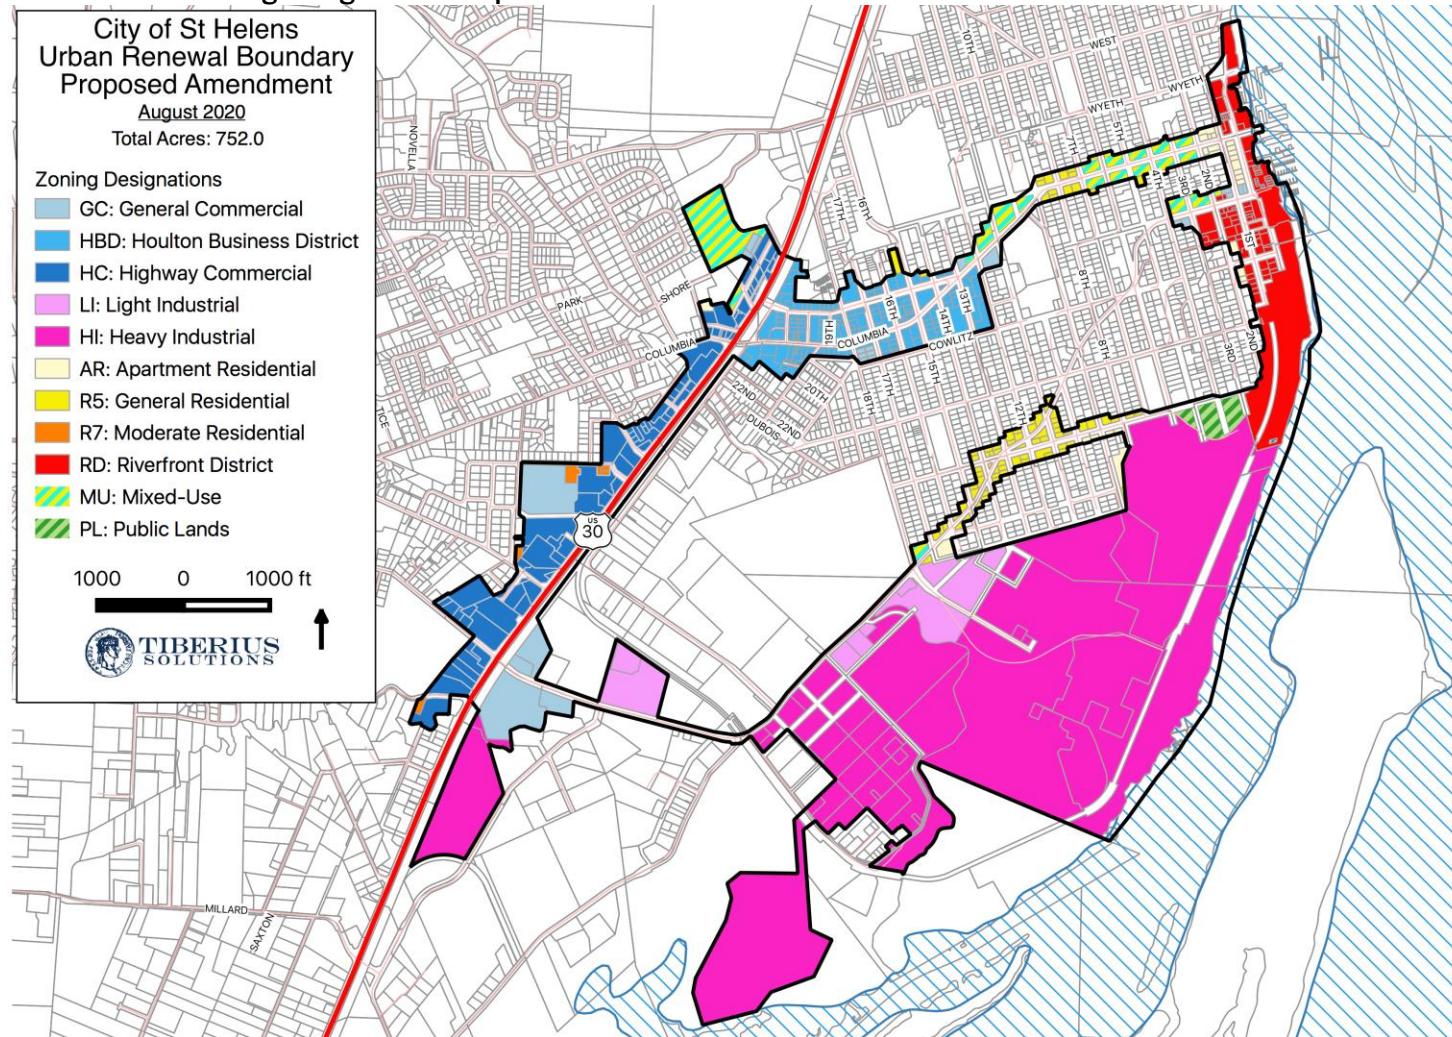 City of St Helens
Urban Renewal Boundary
Proposed Amendment
August 2020
Total Acres: 752.0
Zoning Designations
GC: General Commercial
HBD: Houlton Business District
HC: Highway Commercial
LI: Light Industrial
HI: Heavy Industrial
AR: Apartment Residential
R5: General Residential
R7: Moderate Residential
RD: Riverfront District
MU: Mixed-Use
PL: Public Lands
1000 0 1000 ft
TIBERIUS
SOLUTIONS
NOVELLA
10TH
WEST
WYETH
WYETH
7TH
5TH
4TH
3RD
2ND
1ST
17TH
16TH
PARK
SHORE
COLUMBIA
16TH
16TH
COLUMBIA
14TH
13TH
COWLITZ
15TH
8TH
8TH
2ND
3RD
22ND
20TH
17TH
18TH
DUBOIS
22ND
12TH
TICE
US
30
MILLARD
SAXTON